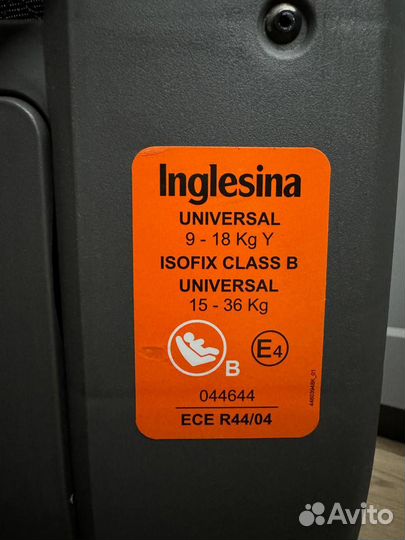 Inglesina
UNIVERSAL
9 - 18 Kg Y
ISOFIX CLASS B
UNIVERSAL
15 - 36 Kg
B
E4
044644
ECE R44/04
Avito